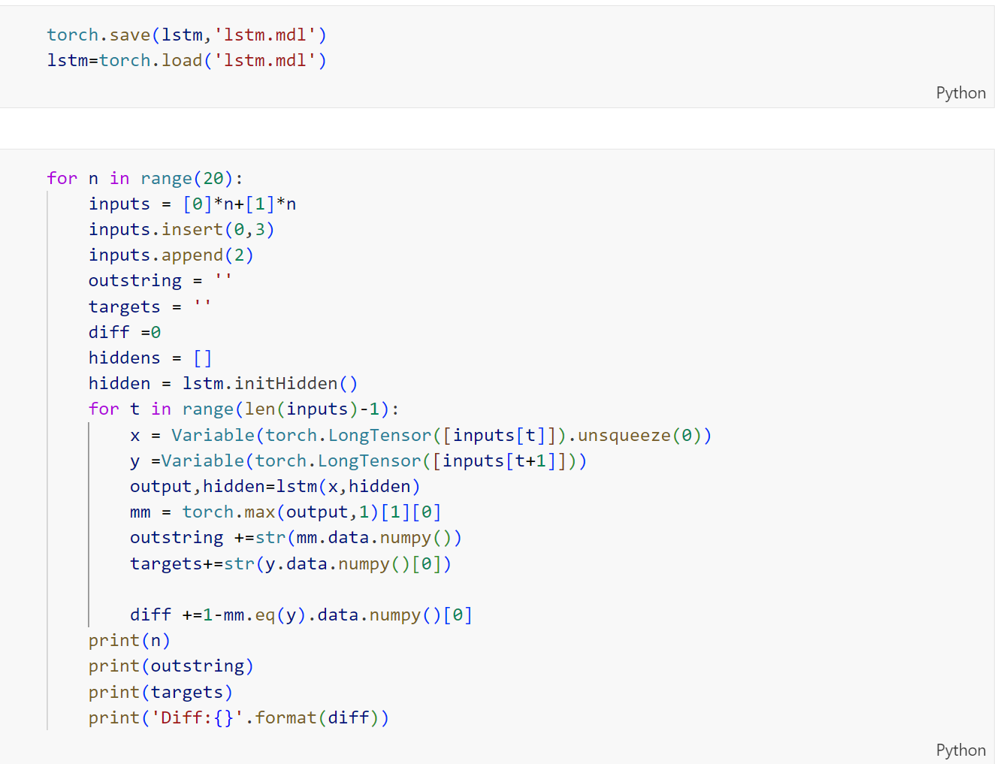 torch.save(lstm,'lstm.mdl')
lstm=torch.load('lstm.mdl')
Python
for n in range(20):
    inputs = [0]*n+[1]*n
    inputs.insert(0,3)
    inputs.append(2)
    outstring = ''
    targets = ''
    diff =0
    hiddens = []
    hidden = lstm.initHidden()
    for t in range(len(inputs)-1):
        x = Variable(torch.LongTensor([inputs[t]]).unsqueeze(0))
        y =Variable(torch.LongTensor([inputs[t+1]]))
        output,hidden=lstm(x,hidden)
        mm = torch.max(output,1)[1][0]
        outstring +=str(mm.data.numpy())
        targets+=str(y.data.numpy()[0])

        diff +=1-mm.eq(y).data.numpy()[0]
    print(n)
    print(outstring)
    print(targets)
    print('Diff:{}'.format(diff))
Python